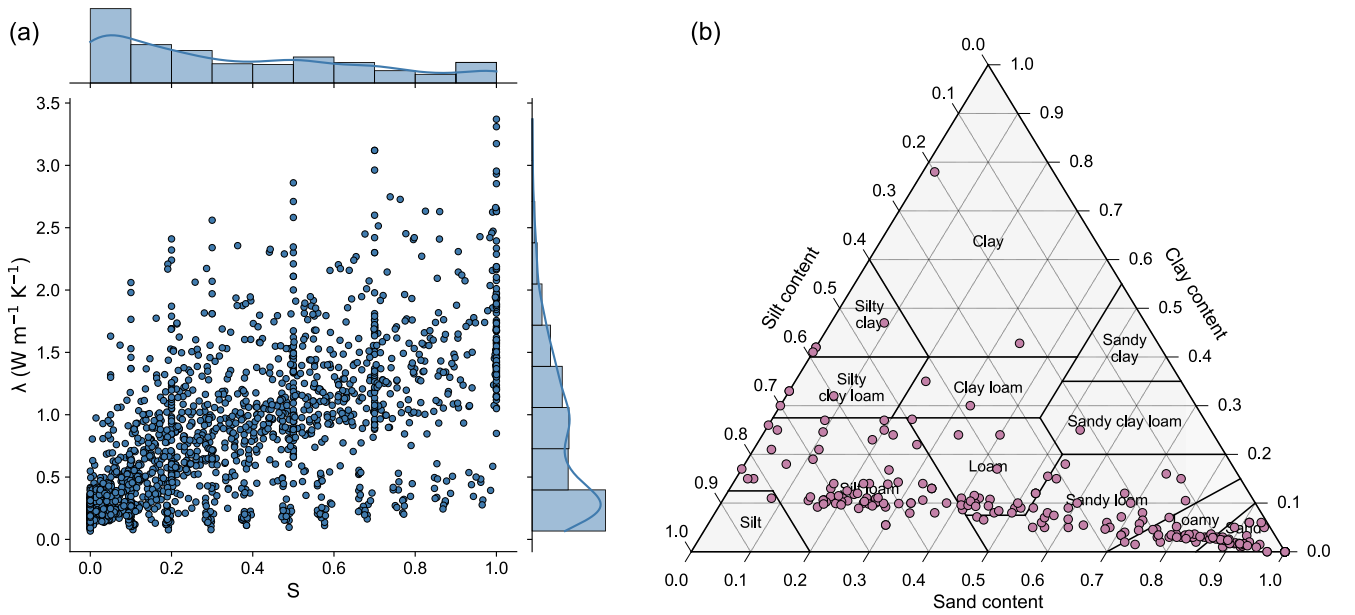 (a)
3.5
3.0
2.5
2.0
1.5
1.0
0.5
0.0
λ (W m⁻¹ K⁻¹)
0.0 0.2 0.4 0.6 0.8 1.0
S
(b)
0.0
0.1
0.2
0.3
0.4
0.5
0.6
0.7
0.8
0.9
1.0
Silt content
1.0
0.9
0.8
0.7
0.6
0.5
0.4
0.3
0.2
0.1
0.0
Clay content
Clay
Silty
clay
Sandy
clay
Silty
clay loam
Clay loam
Sandy clay loam
Loam
Silt loam
Sandy loam
Silt
oamy
Sand
0.0 0.1 0.2 0.3 0.4 0.5 0.6 0.7 0.8 0.9 1.0
Sand content